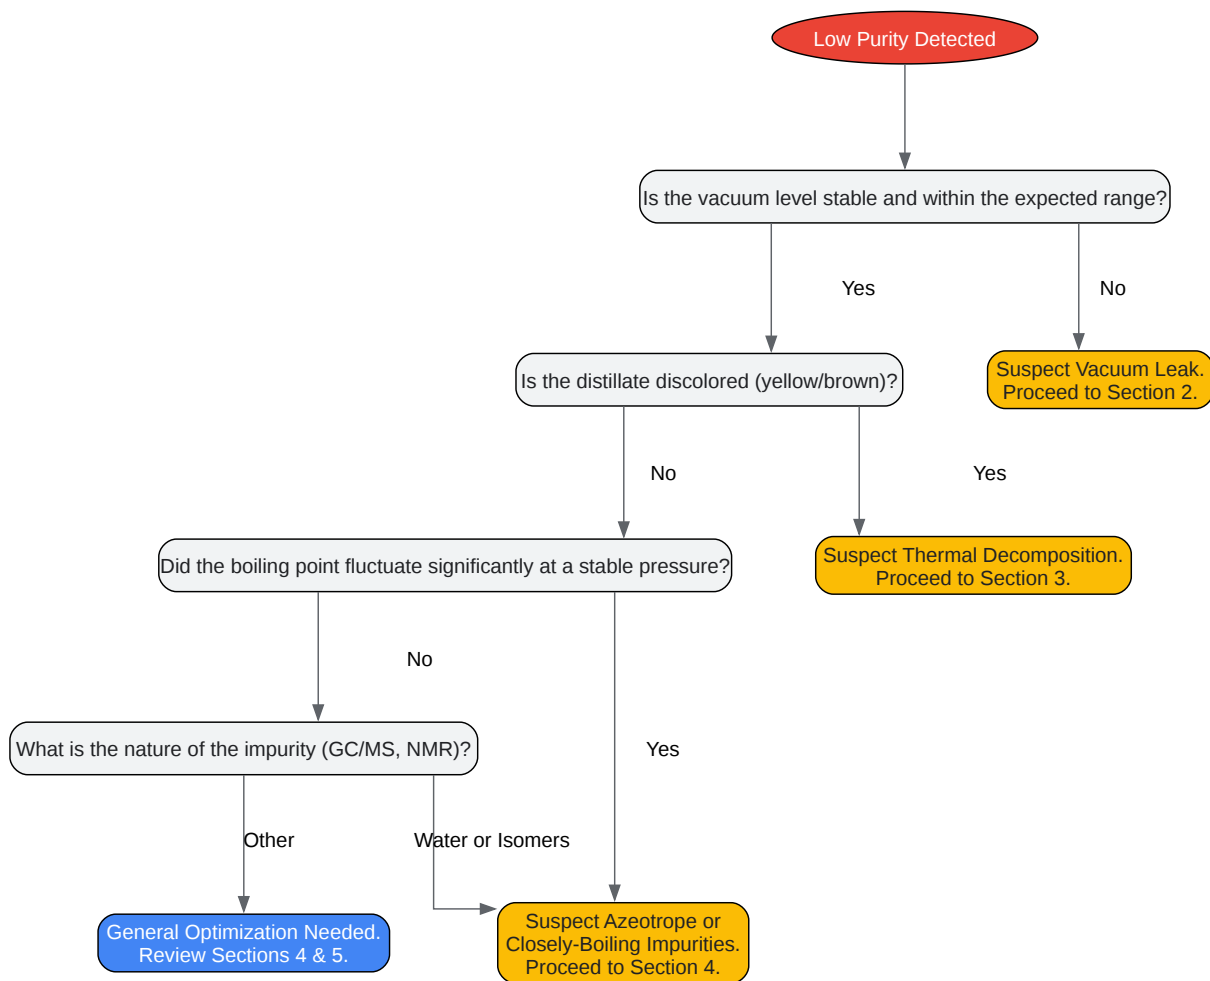 Low Purity Detected
Is the vacuum level stable and within the expected range?
Yes
No
Is the distillate discolored (yellow/brown)?
Suspect Vacuum Leak.
Proceed to Section 2.
No
Yes
Did the boiling point fluctuate significantly at a stable pressure?
Suspect Thermal Decomposition.
Proceed to Section 3.
No
Yes
What is the nature of the impurity (GC/MS, NMR)?
Other
Water or Isomers
General Optimization Needed.
Review Sections 4 & 5.
Suspect Azeotrope or
Closely-Boiling Impurities.
Proceed to Section 4.